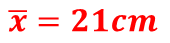 x̅ = 21cm